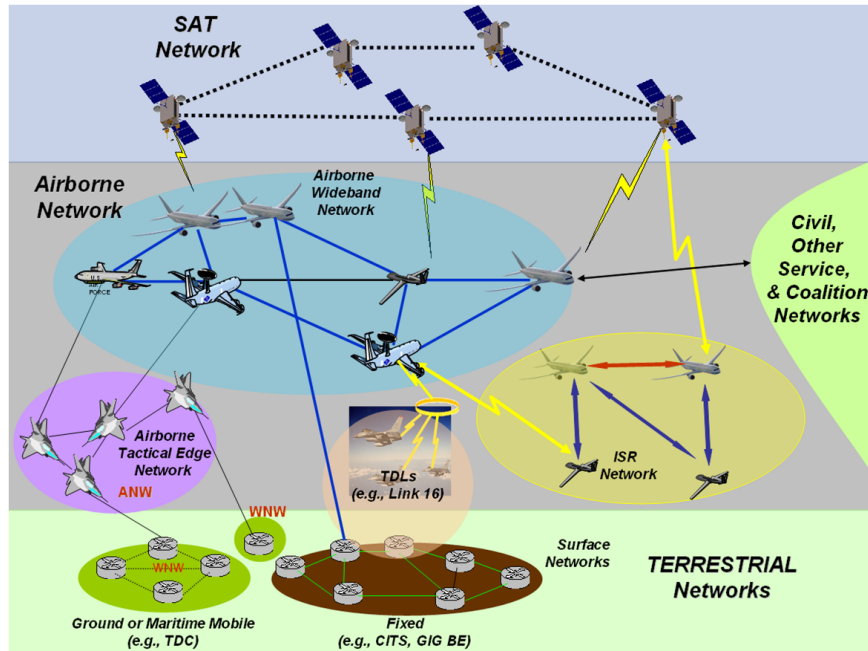 SAT
Network
Airborne
Network
Airborne
Wideband
Network
Civil,
Other
Service,
& Coalition
Networks
FORCE
Airborne
Tactical Edge
Network
ANW
TDLs
(e.g., Link 16)
ISR
Network
WNW
WNW
Surface
Networks
TERRESTRIAL
Networks
Ground or Maritime Mobile
(e.g., TDC)
Fixed
(e.g., CITS, GIG BE)